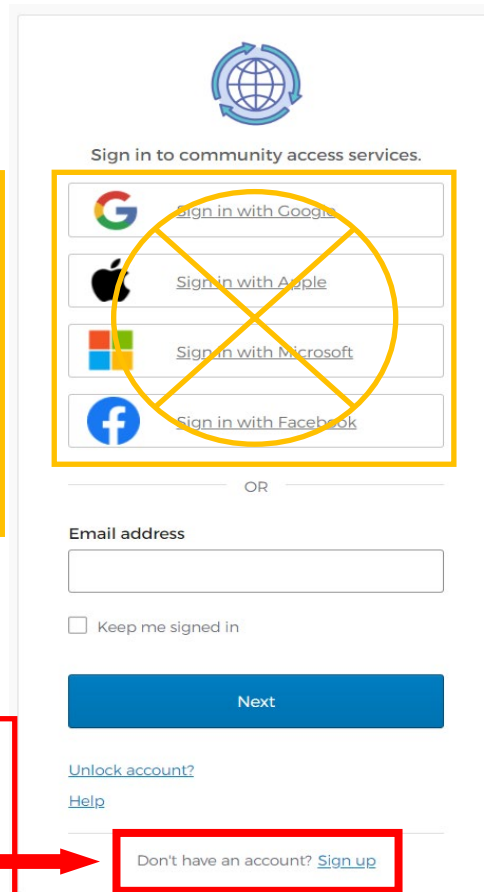 Sign in to community access services.
Sign in with Google
Sign in with Apple
Sign in with Microsoft
Sign in with Facebook
OR
Email address
Keep me signed in
Next
Unlock account?
Help
Don't have an account? Sign up